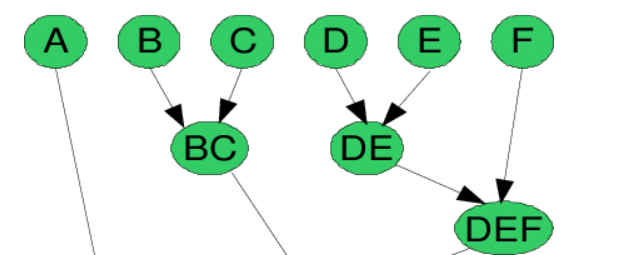 A B C D E F
BC DE
DEF